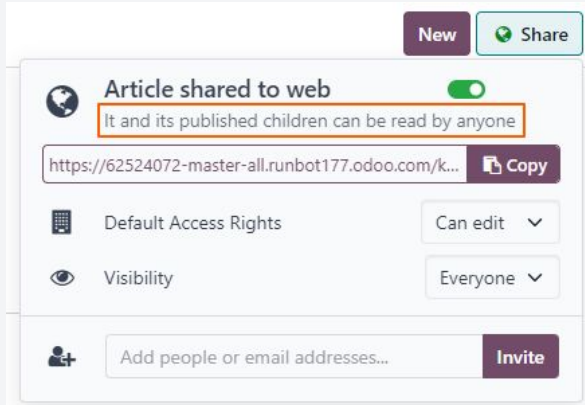 New Share
Article shared to web
It and its published children can be read by anyone
https://62524072-master-all.runbot177.odoo.com/k... Copy
Default Access Rights Can edit
Visibility Everyone
Add people or email addresses... Invite